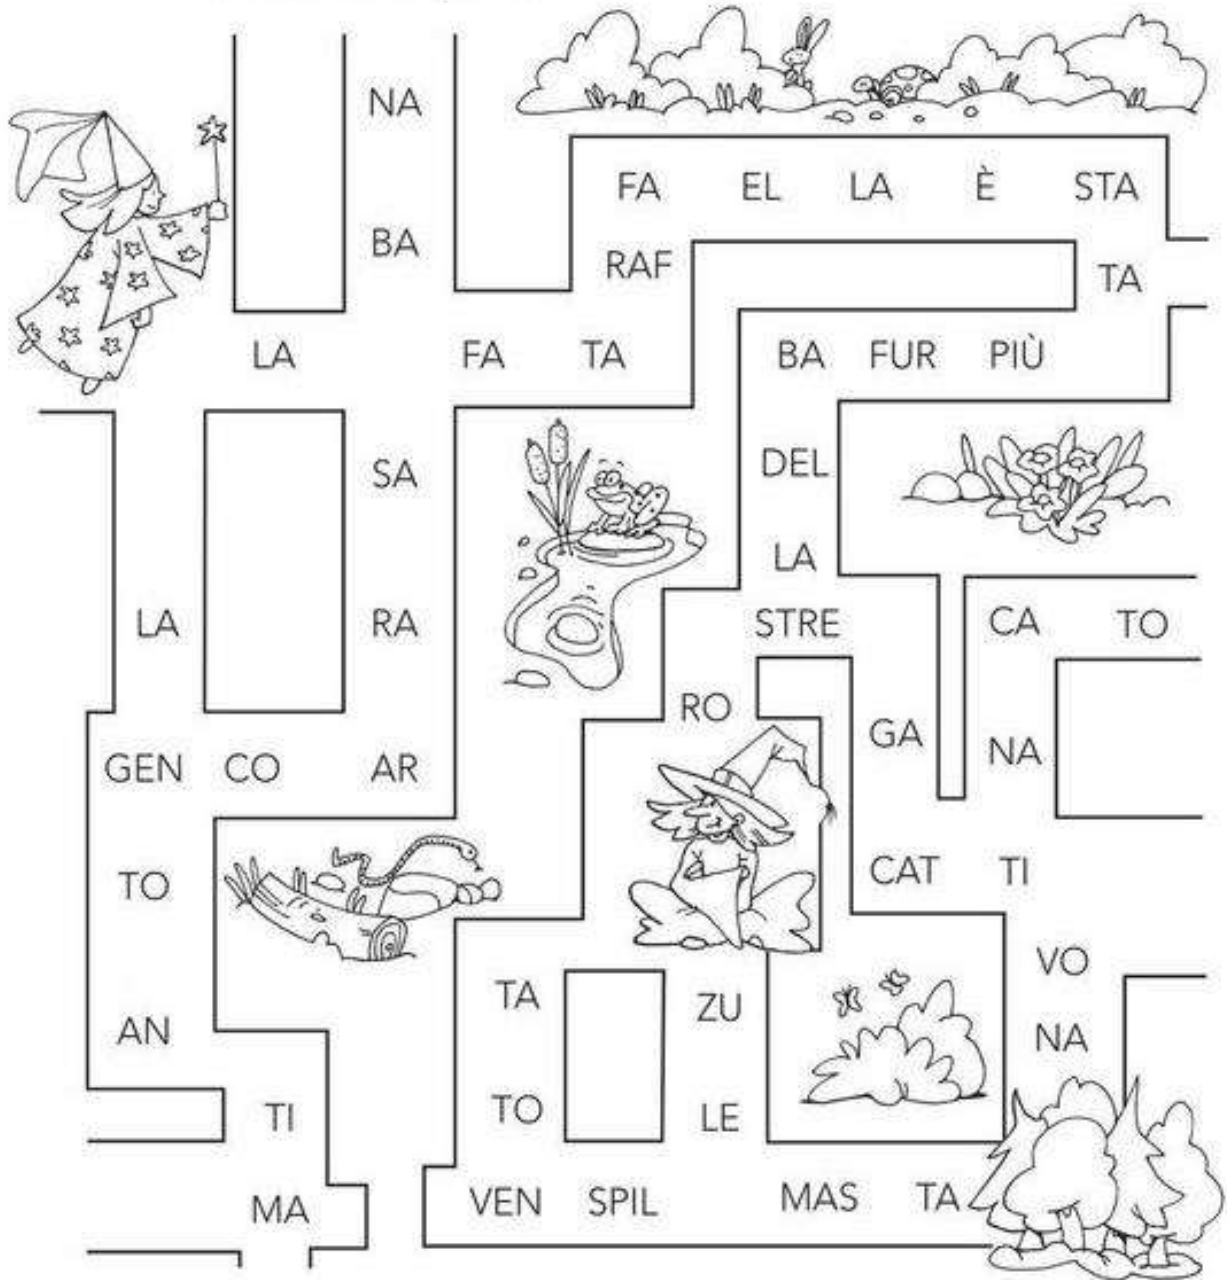 NA
FA EL LA È STA
BA
RAF
TA
LA FA TA
BA FUR PIÙ
DEL
SA
LA
LA
RA
STRE
CA TO
RO
GA
NA
GEN CO AR
TO
CAT TI
VO
TA
ZU
AN
NA
TI
TO
LE
MA
VEN SPIL MAS TA